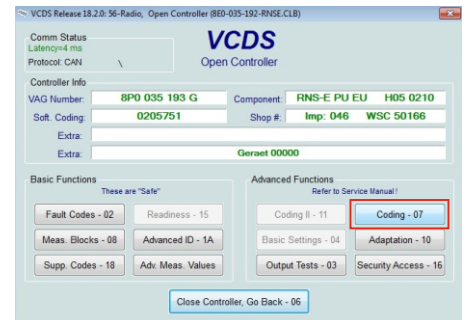 VCDS Release 18.2.0: 56-Radio, Open Controller (8E0-035-192-RNSE.CLB)
Comm Status
Latency=4 ms
Protocol: CAN \
VCDS
Open Controller
Controller Info
VAG Number: 8P0 035 193 G Component: RNS-E PU EU H05 0210
Soft. Coding: 0205751 Shop #: Imp: 046 WSC 50166
Extra:
Extra: Geraet 00000
Basic Functions
These are "Safe"
Fault Codes - 02 Readiness - 15
Meas. Blocks - 08 Advanced ID - 1A
Supp. Codes - 18 Adv. Meas. Values
Advanced Functions
Refer to Service Manual!
Coding II - 11 Coding - 07
Basic Settings - 04 Adaptation - 10
Output Tests - 03 Security Access - 16
Close Controller, Go Back - 06